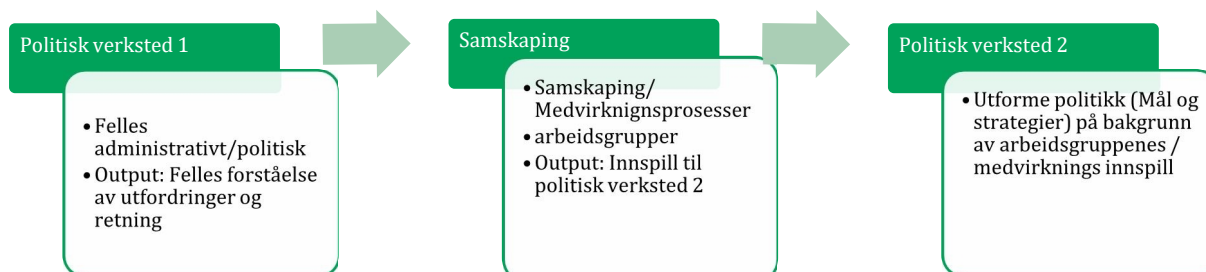 Politisk verksted 1
• Felles
administrativt/politisk
• Output: Felles forståelse
av utfordringer og
retning
Samskaping
• Samskaping/
Medvirknignsprosesser
• arbeidsgrupper
• Output: Innspill til
politisk verksted 2
Politisk verksted 2
• Utforme politikk (Mål og
strategier) på bakgrunn
av arbeidsgruppenes /
medvirknings innspill